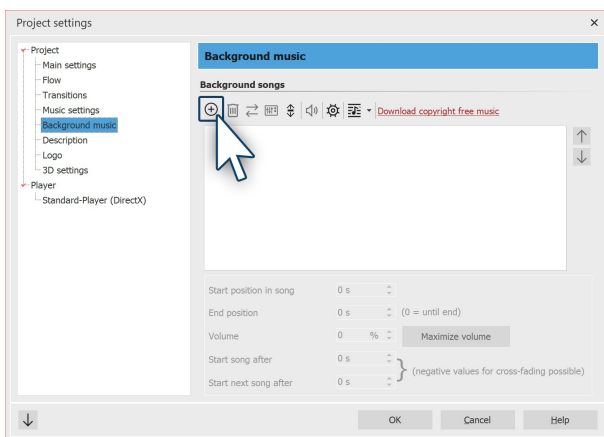 Project settings
Project
Main settings
Flow
Transitions
Music settings
Background music
Description
Logo
3D settings
Player
Standard-Player (DirectX)
Background music
Background songs
Download copyright free music
Start position in song 0 s
End position 0 s (0 = until end)
Volume 0 % Maximize volume
Start song after 0 s
(negative values for cross-fading possible)
Start next song after 0 s
OK Cancel Help